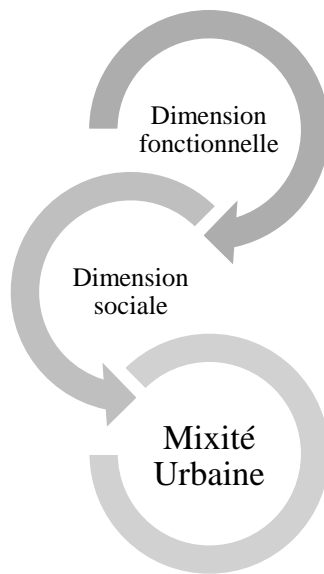 Dimension
fonctionnelle
Dimension
sociale
Mixité
Urbaine